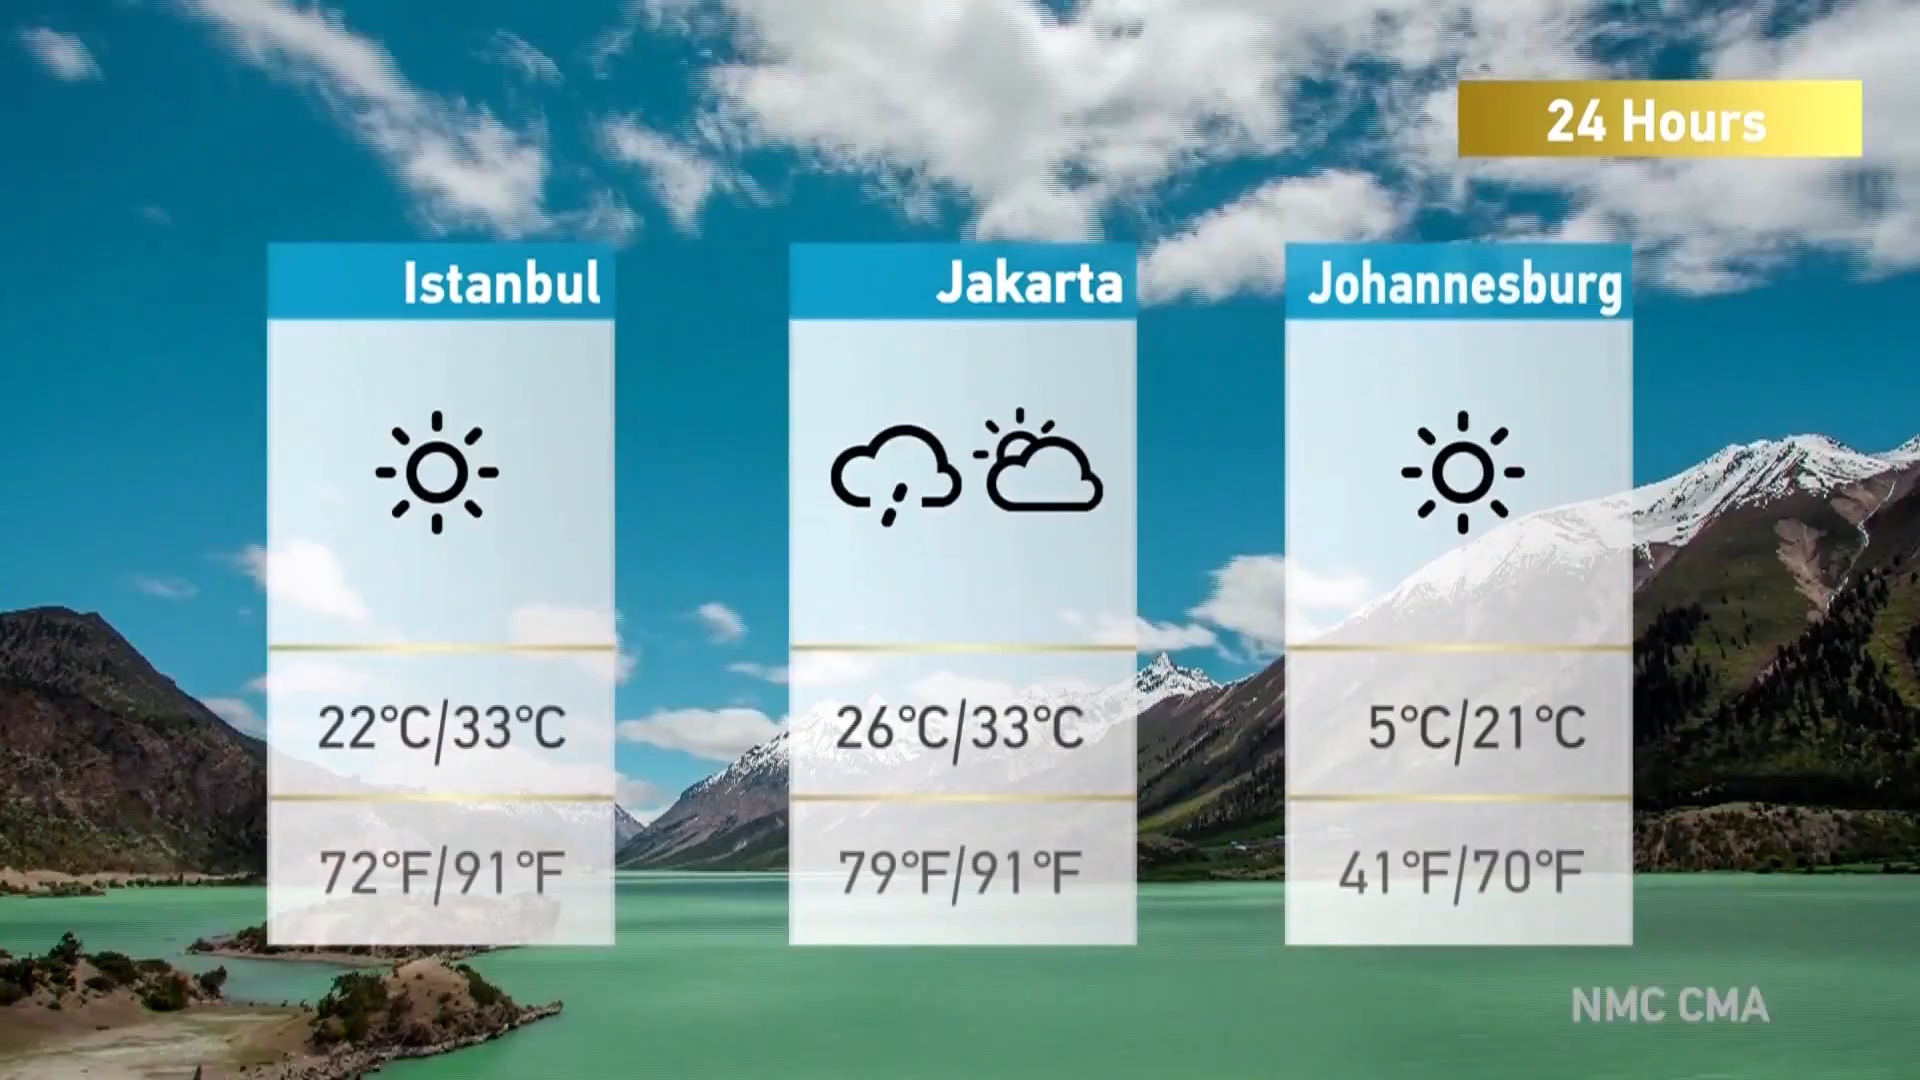 24 Hours
Istanbul
22°C/33°C
72°F/91°F
Jakarta
26°C/33°C
79°F/91°F
Johannesburg
5°C/21°C
41°F/70°F
NMC CMA